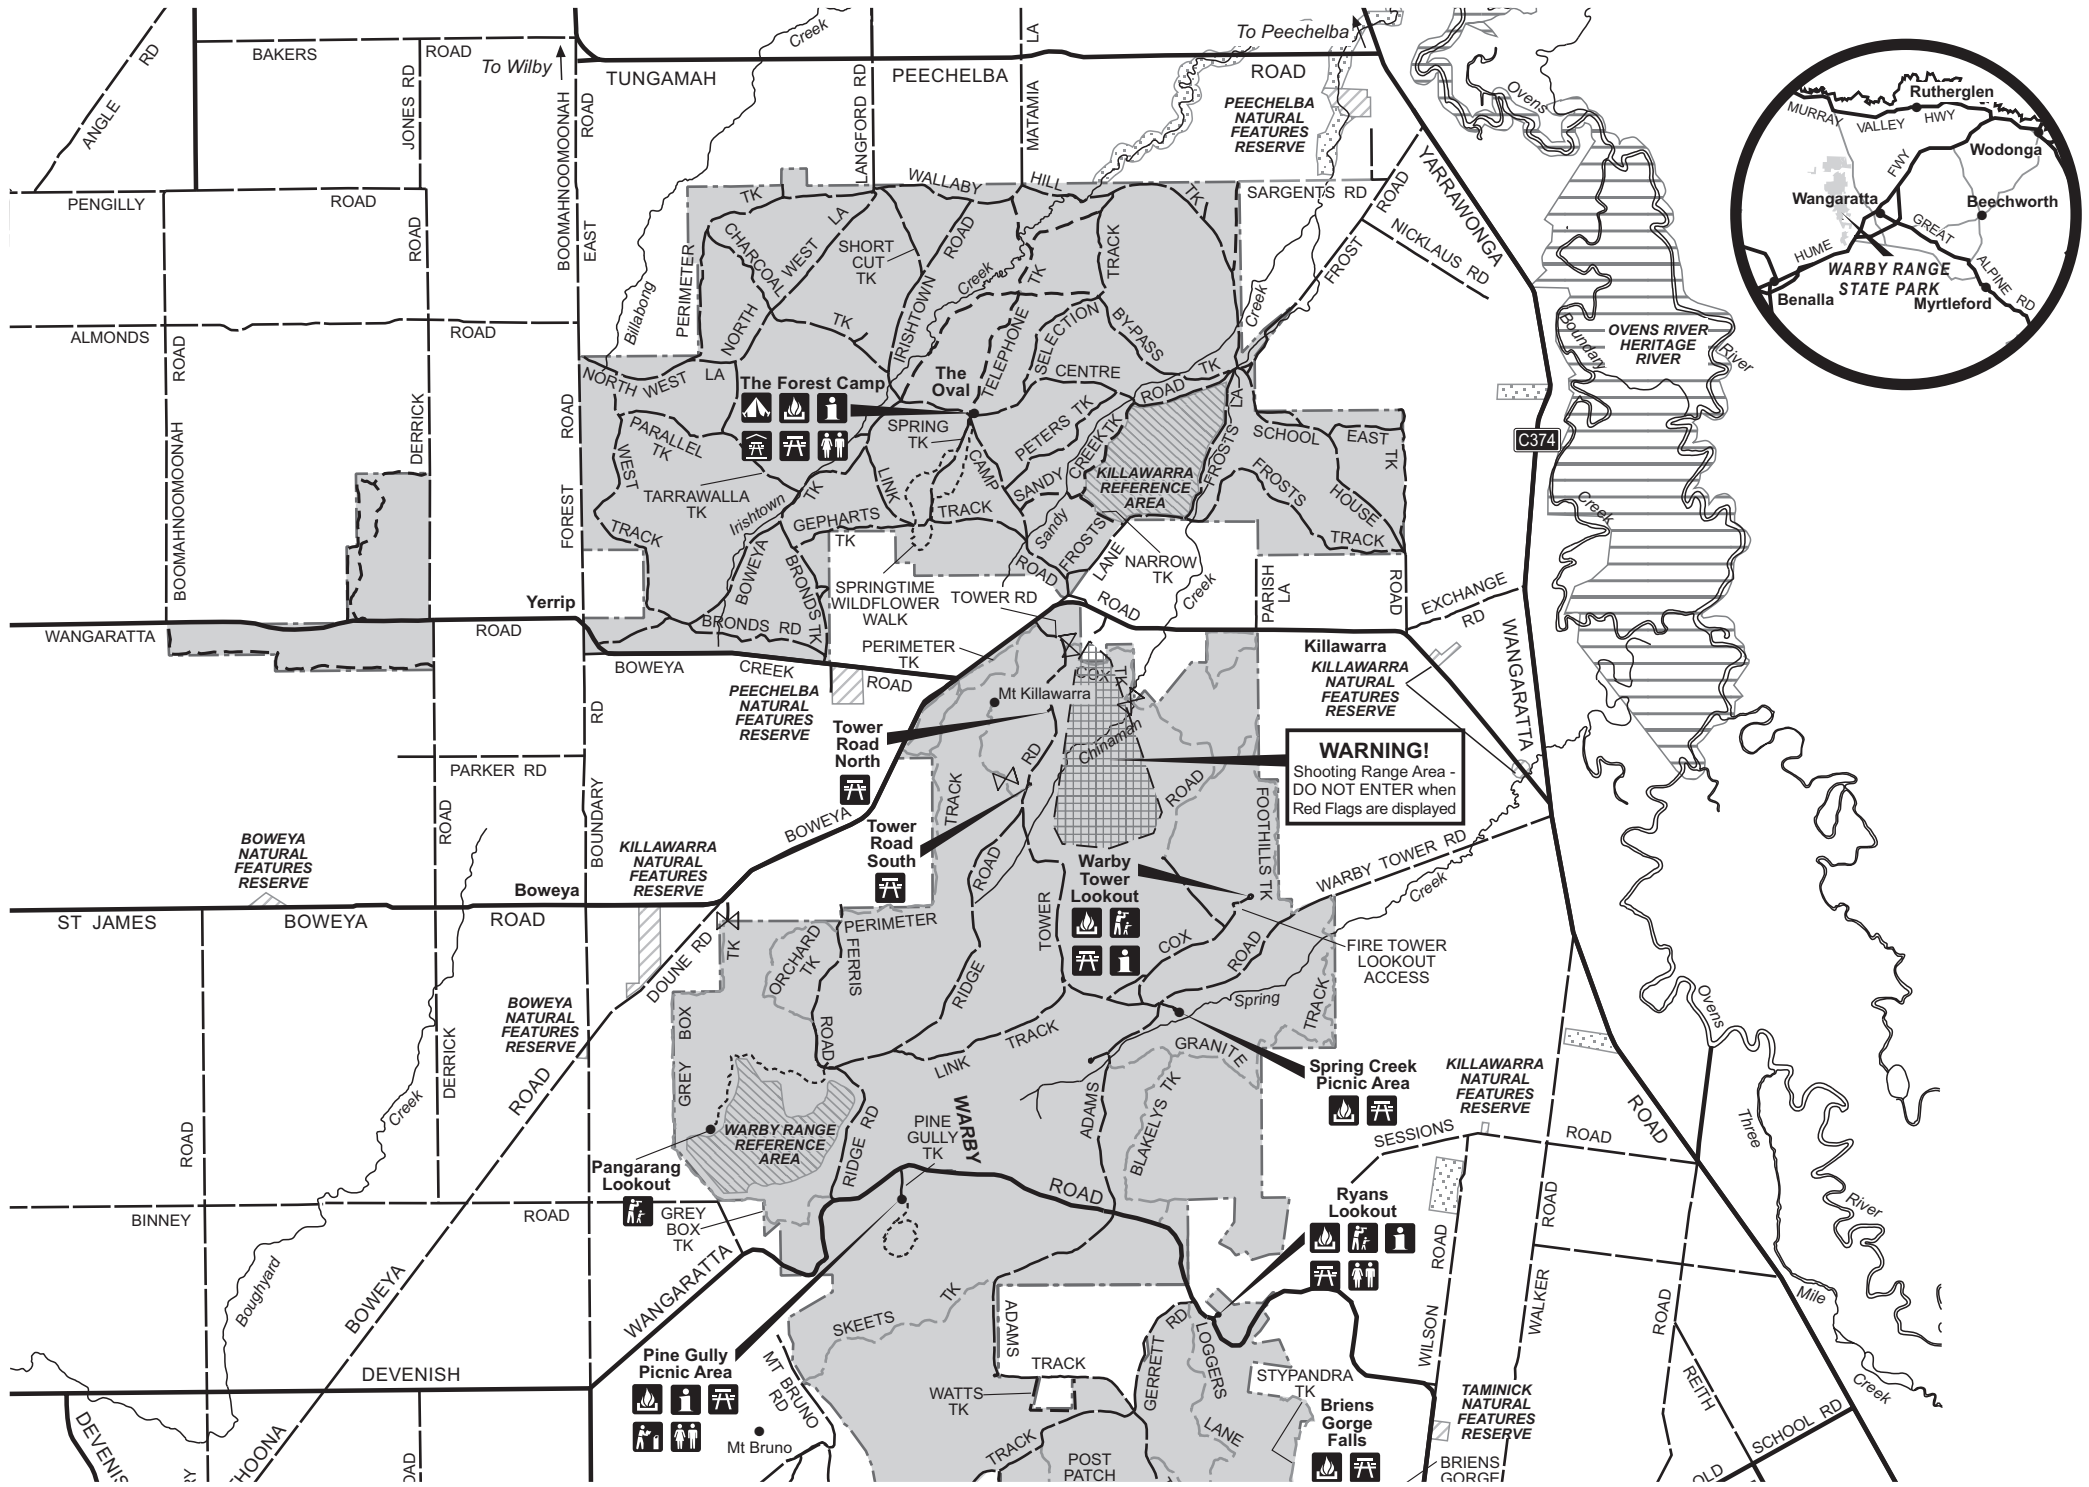 BAKERS ROAD
ANGLE RD
JONES RD
To Wilby
TUNGAMAH PEECHELBA ROAD
To Peechelba
Creek
LANGFORD RD
MATAMIA LA
PEECHELBA
NATURAL
FEATURES
RESERVE
Ovens
Rutherglen
MURRAY VALLEY HWY
Wodonga
FWY
Wangaratta
Beechworth
GREAT ALPINE RD
HUME
WARBY RANGE
STATE PARK
Myrtleford
Benalla
PENGILLY ROAD
BOOMAHNOOMOONAH ROAD
EAST
WALLABY HILL TK
TK
SARGENTS RD
YARRAWONGA
FROST ROAD
NICKLAUS RD
PERIMETER
CHARCOAL TK
NORTH WEST LA
SHORT
CUT
TK
IRISHTOWN ROAD
Creek
TELEPHONE TK
TRACK
SELECTION
BY-PASS
Billabong
Creek
ALMONDS ROAD
Boundary
OVENS RIVER
HERITAGE
RIVER
River
NORTH WEST LA
The Forest Camp
The
Oval
CENTRE
ROAD TK
BOOMAHNOOMOONAH ROAD
DERRICK ROAD
FOREST ROAD
PARALLEL
TK
WEST
TRACK
TARRAWALLA
TK
SPRING
TK
LINK
CAMP
PETERS TK
SANDY CREEK TK
KILLAWARRA
REFERENCE
AREA
FROSTS LA
SCHOOL
EAST
TK
FROSTS
HOUSE
TRACK
C374
Creek
Irishtown
TK
GEPHARTS
TK
TRACK
Sandy
FROSTS
LANE
ROAD
NARROW
TK
Creek
BOWEYA
BRONDS TK
BRONDS RD
SPRINGTIME
WILDFLOWER
WALK
TOWER RD
ROAD
PARISH
LA
ROAD
EXCHANGE
RD
Yerrip
WANGARATTA ROAD
BOWEYA CREEK ROAD
PERIMETER
TK
PEECHELBA
NATURAL
FEATURES
RESERVE
Mt Killawarra
COX TK
Killawarra
KILLAWARRA
NATURAL
FEATURES
RESERVE
WANGARATTA
Tower
Road
North
RD
Chinaman
WARNING!
Shooting Range Area -
DO NOT ENTER when
Red Flags are displayed
PARKER RD
BOUNDARY RD
ROAD
BOWEYA
TRACK
Tower
Road
South
ROAD
ROAD
FOOTHILLS TK
WARBY TOWER RD
Creek
BOWEYA
NATURAL
FEATURES
RESERVE
KILLAWARRA
NATURAL
FEATURES
RESERVE
Boweya
Warby
Tower
Lookout
ST JAMES BOWEYA ROAD
DOUNE RD
TK
ORCHARD
TK
PERIMETER
FERRIS
ROAD
RIDGE
TOWER
COX
ROAD
FIRE TOWER
LOOKOUT
ACCESS
Spring
TRACK
BOWEYA
NATURAL
FEATURES
RESERVE
GREY BOX
LINK TRACK
GRANITE
Spring Creek
Picnic Area
KILLAWARRA
NATURAL
FEATURES
RESERVE
Ovens
DERRICK
ROAD
Creek
ROAD
WARBY RANGE
REFERENCE
AREA
RIDGE RD
PINE
GULLY
TK
WARBY
ADAMS
BLAKELYS TK
SESSIONS ROAD
ROAD
Three
Pangarang
Lookout
ROAD
Ryans
Lookout
BINNEY ROAD
GREY
BOX
TK
WANGARATTA
ROAD
ROAD
River
Boughyard
BOWEYA
SKEETS TK
ADAMS
TRACK
GERRETT RD
LOGGERS
LANE
WILSON
WALKER
ROAD
Mile
Creek
REITH
DEVENISH
Pine Gully
Picnic Area
MT BRUNO
RD
Mt Bruno
WATTS
TK
STYPANDRA
TK
Briens
Gorge
Falls
TAMINICK
NATURAL
FEATURES
RESERVE
DEVENIS
HOONA
OAD
RY
TRACK
POST
PATCH
BRIENS
GORGE
OLD SCHOOL RD